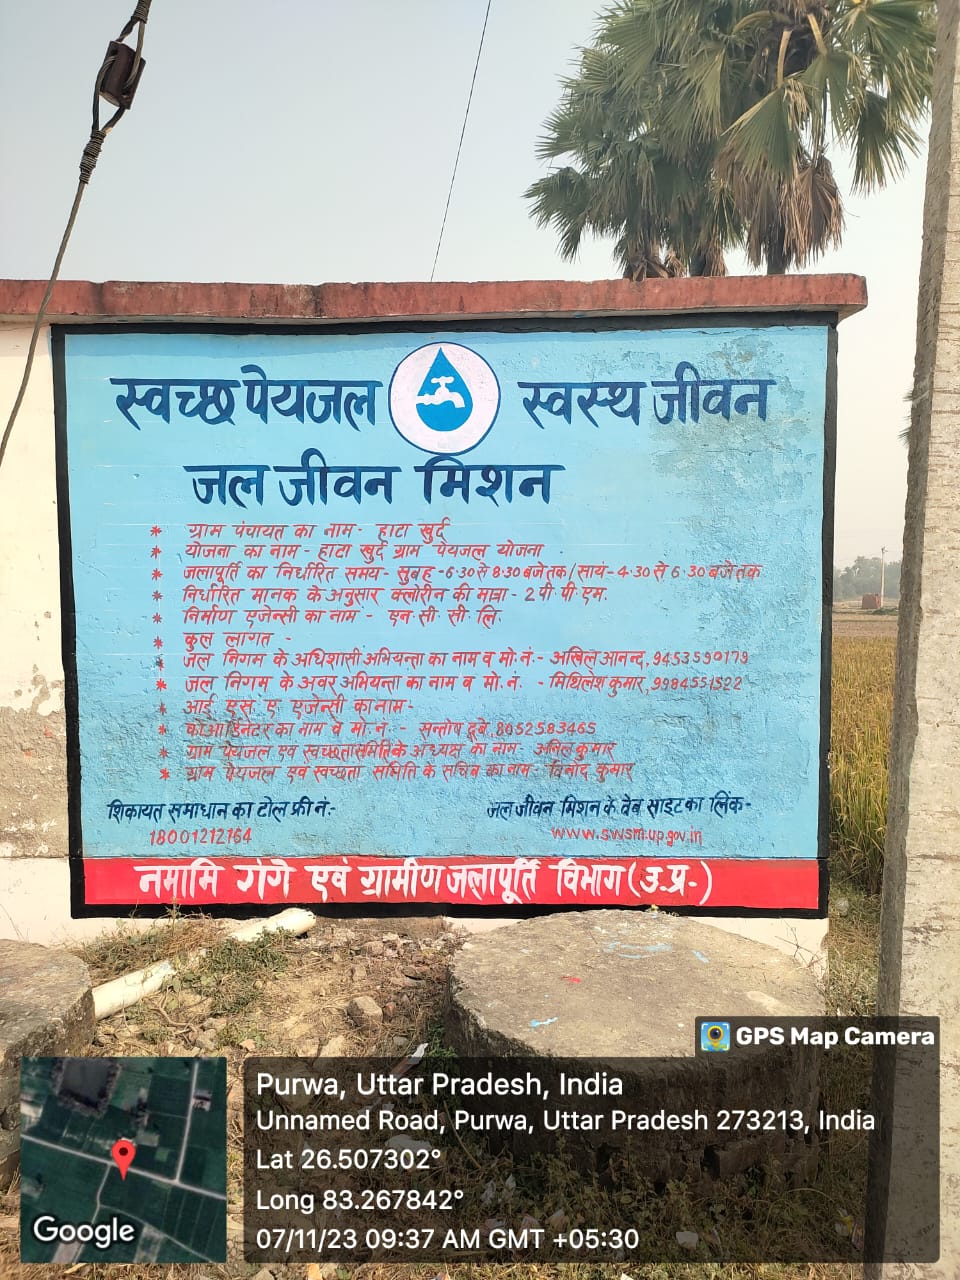 स्वच्छ पेयजल स्वस्थ जीवन
जल जीवन मिशन
* ग्राम पंचायत का नाम- हाटा खुर्द
* योजना का नाम- हाटा खुर्द ग्राम पेयजल योजना
* जलापूर्ति का निर्धारित समय- सुबह -6.30 से 8.30 बजे तक/सायं- 4.30 से 6.30 बजे तक
* निर्धारित मानक के अनुसार क्लोरीन की मात्रा - 2 पी.पी.एम.
* निर्माण एजेन्सी का नाम - एन.सी.सी.लि.
* कुल लागत -
* जल निगम के अधिशासी अभियन्ता का नाम व मो.नं.- अखिल आनन्द, 9453590179
* जल निगम के अवर अभियन्ता का नाम व मो.नं. - मिथिलेश कुमार, 9984551522
* आई.एस.ए. एजेन्सी का नाम-
* कोआर्डिनेटर का नाम व मो.नं.- सन्तोष दूबे, 8052583465
* ग्राम पेयजल एवं स्वच्छता समिति के अध्यक्ष का नाम- अनिल कुमार
* ग्राम पेयजल एवं स्वच्छता समिति के सचिव का नाम- विनोद कुमार
शिकायत समाधान का टोल फ्री नं.-
18001212164
जल जीवन मिशन के वेब साइट का लिंक-
www.swsm.up.gov.in
नमामि गंगे एवं ग्रामीण जलापूर्ति विभाग (उ.प्र.)
GPS Map Camera
Purwa, Uttar Pradesh, India
Unnamed Road, Purwa, Uttar Pradesh 273213, India
Lat 26.507302°
Long 83.267842°
07/11/23 09:37 AM GMT +05:30
Google